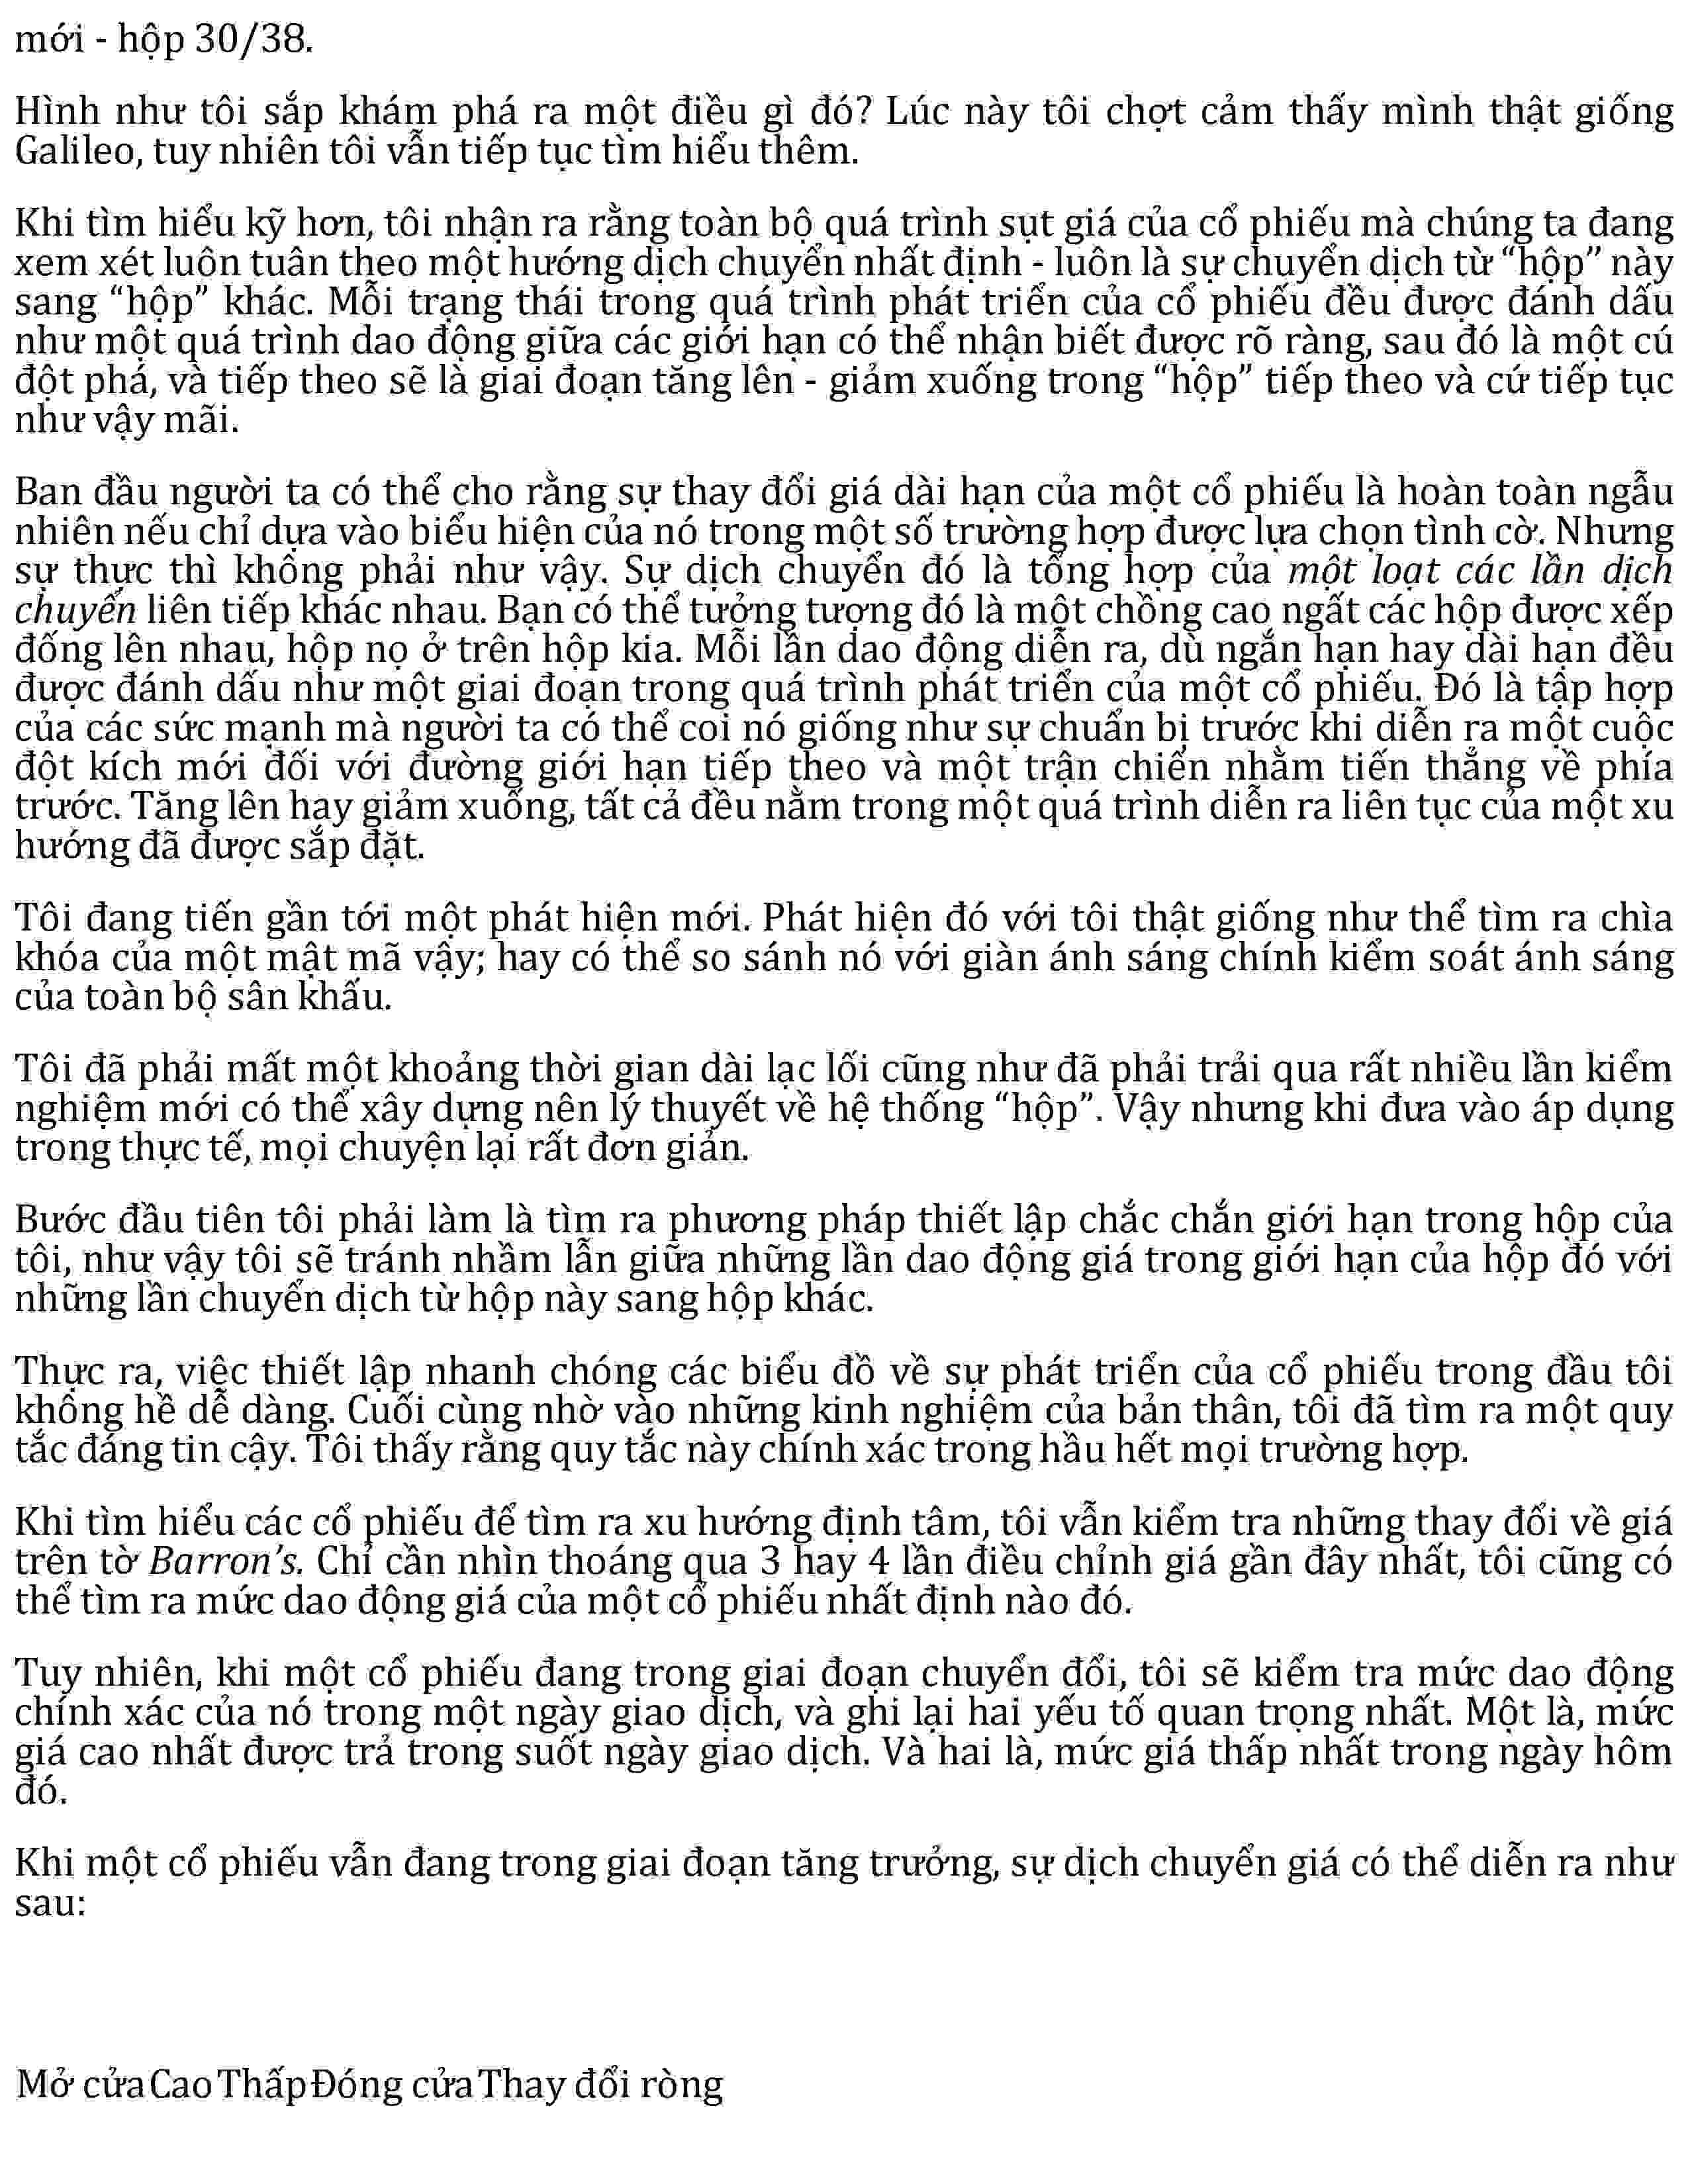 mới - hộp 30/38.
Hình như tôi sắp khám phá ra một điều gì đó? Lúc này tôi chợt cảm thấy mình thật giống
Galileo, tuy nhiên tôi vẫn tiếp tục tìm hiểu thêm.
Khi tìm hiểu kỹ hơn, tôi nhận ra rằng toàn bộ quá trình sụt giá của cổ phiếu mà chúng ta đang
xem xét luôn tuân theo một hướng dịch chuyển nhất định - luôn là sự chuyển dịch từ “hộp” này
sang “hộp” khác. Mỗi trạng thái trong quá trình phát triển của cổ phiếu đều được đánh dấu
như một quá trình dao động giữa các giới hạn có thể nhận biết được rõ ràng, sau đó là một cú
đột phá, và tiếp theo sẽ là giai đoạn tăng lên - giảm xuống trong “hộp” tiếp theo và cứ tiếp tục
như vậy mãi.
Ban đầu người ta có thể cho rằng sự thay đổi giá dài hạn của một cổ phiếu là hoàn toàn ngẫu
nhiên nếu chỉ dựa vào biểu hiện của nó trong một số trường hợp được lựa chọn tình cờ. Nhưng
sự thực thì không phải như vậy. Sự dịch chuyển đó là tổng hợp của một loạt các lần dịch
chuyển liên tiếp khác nhau. Bạn có thể tưởng tượng đó là một chồng cao ngất các hộp được xếp
đống lên nhau, hộp nọ ở trên hộp kia. Mỗi lần dao động diễn ra, dù ngắn hạn hay dài hạn đều
được đánh dấu như một giai đoạn trong quá trình phát triển của một cổ phiếu. Đó là tập hợp
của các sức mạnh mà người ta có thể coi nó giống như sự chuẩn bị trước khi diễn ra một cuộc
đột kích mới đối với đường giới hạn tiếp theo và một trận chiến nhằm tiến thẳng về phía
trước. Tăng lên hay giảm xuống, tất cả đều nằm trong một quá trình diễn ra liên tục của một xu
hướng đã được sắp đặt.
Tôi đang tiến gần tới một phát hiện mới. Phát hiện đó với tôi thật giống như thể tìm ra chìa
khóa của một mật mã vậy; hay có thể so sánh nó với giàn ánh sáng chính kiểm soát ánh sáng
của toàn bộ sân khấu.
Tôi đã phải mất một khoảng thời gian dài lạc lối cũng như đã phải trải qua rất nhiều lần kiểm
nghiệm mới có thể xây dựng nên lý thuyết về hệ thống “hộp”. Vậy nhưng khi đưa vào áp dụng
trong thực tế, mọi chuyện lại rất đơn giản.
Bước đầu tiên tôi phải làm là tìm ra phương pháp thiết lập chắc chắn giới hạn trong hộp của
tôi, như vậy tôi sẽ tránh nhầm lẫn giữa những lần dao động giá trong giới hạn của hộp đó với
những lần chuyển dịch từ hộp này sang hộp khác.
Thực ra, việc thiết lập nhanh chóng các biểu đồ về sự phát triển của cổ phiếu trong đầu tôi
không hề dễ dàng. Cuối cùng nhờ vào những kinh nghiệm của bản thân, tôi đã tìm ra một quy
tắc đáng tin cậy. Tôi thấy rằng quy tắc này chính xác trong hầu hết mọi trường hợp.
Khi tìm hiểu các cổ phiếu để tìm ra xu hướng định tâm, tôi vẫn kiểm tra những thay đổi về giá
trên tờ Barron’s. Chỉ cần nhìn thoáng qua 3 hay 4 lần điều chỉnh giá gần đây nhất, tôi cũng có
thể tìm ra mức dao động giá của một cổ phiếu nhất định nào đó.
Tuy nhiên, khi một cổ phiếu đang trong giai đoạn chuyển đổi, tôi sẽ kiểm tra mức dao động
chính xác của nó trong một ngày giao dịch, và ghi lại hai yếu tố quan trọng nhất. Một là, mức
giá cao nhất được trả trong suốt ngày giao dịch. Và hai là, mức giá thấp nhất trong ngày hôm
đó.
Khi một cổ phiếu vẫn đang trong giai đoạn tăng trưởng, sự dịch chuyển giá có thể diễn ra như
sau:
Mở cửa Cao Thấp Đóng cửa Thay đổi ròng